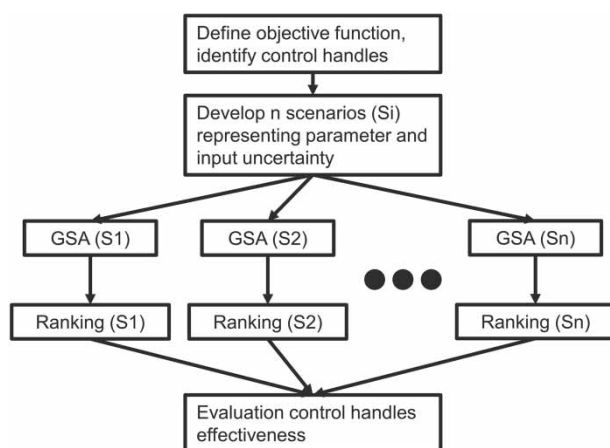 Define objective function,
identify control handles
Develop n scenarios (Si)
representing parameter and
input uncertainty
GSA (S1)
GSA (S2)
GSA (Sn)
Ranking (S1)
Ranking (S2)
Ranking (Sn)
Evaluation control handles
effectiveness